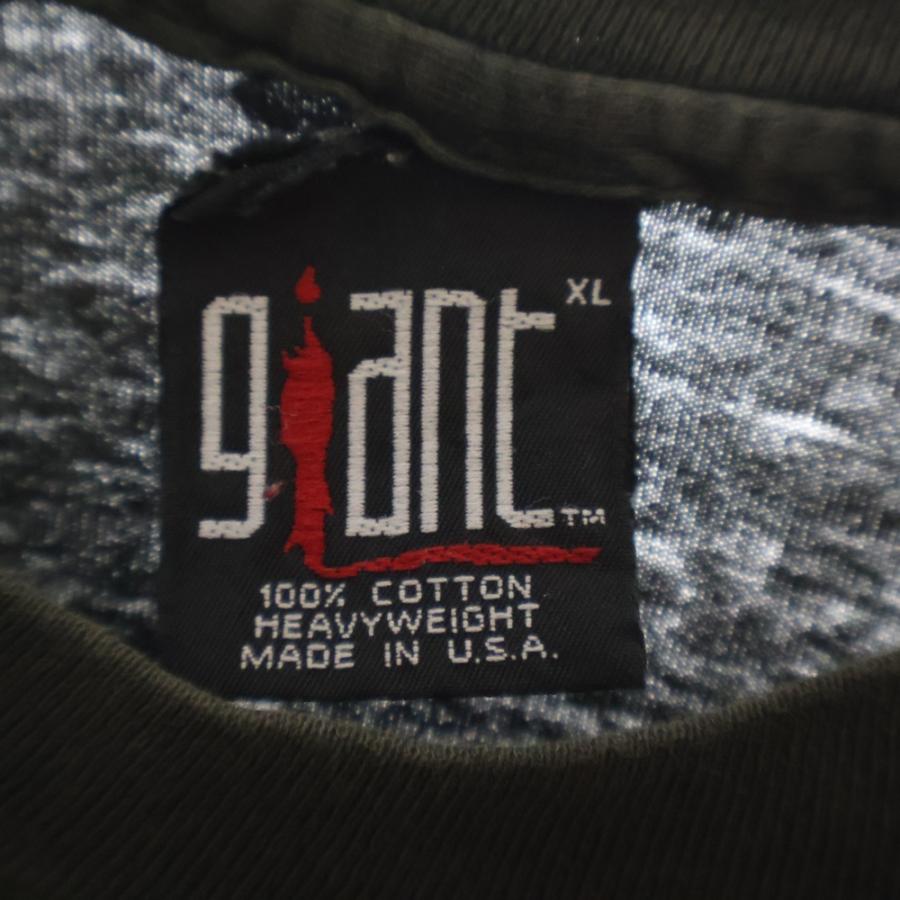 giant XL
TM
100% COTTON
HEAVYWEIGHT
MADE IN U.S.A.